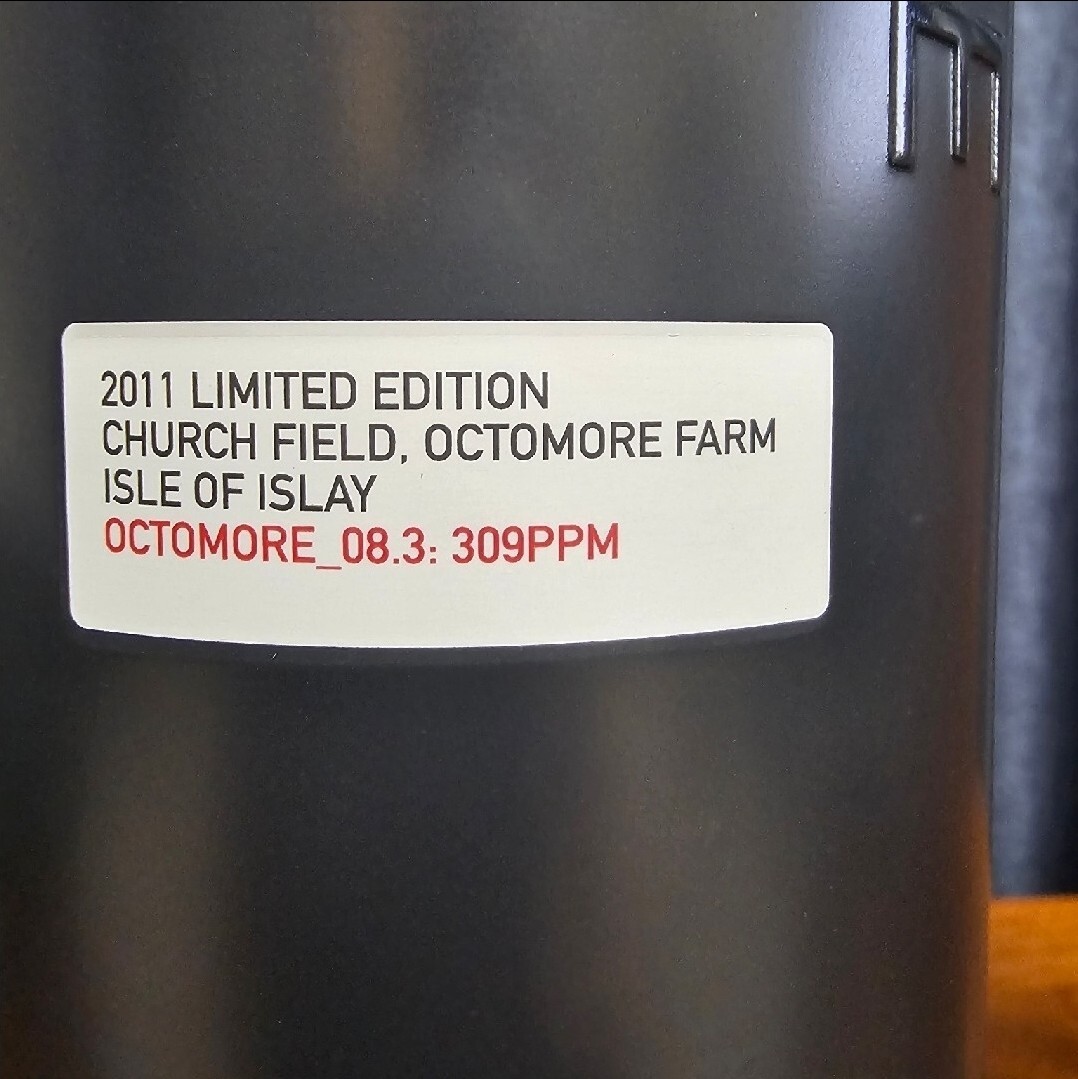 2011 LIMITED EDITION
CHURCH FIELD, OCTOMORE FARM
ISLE OF ISLAY
OCTOMORE_08.3: 309PPM